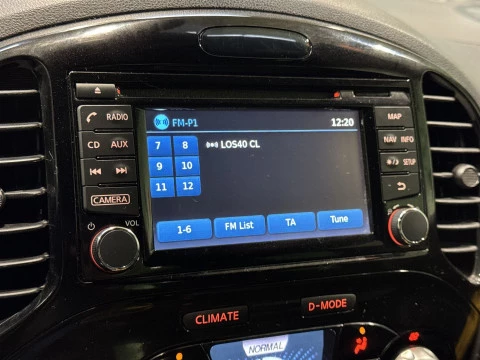 FM-P1 12:20
7 8 LOS40 CL
9 10
11 12
1-6 FM List TA Tune
RADIO
CD AUX
CAMERA
VOL
MAP
NAV INFO
SETUP
CLIMATE D-MODE
NORMAL